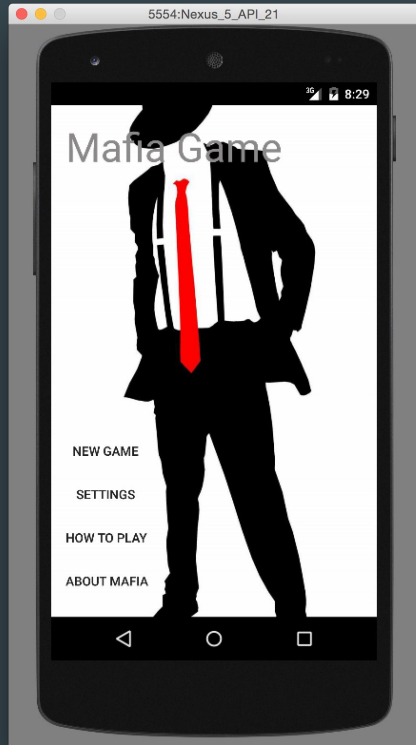 5554:Nexus_5_API_21
3G 8:29
Mafia Game
NEW GAME
SETTINGS
HOW TO PLAY
ABOUT MAFIA